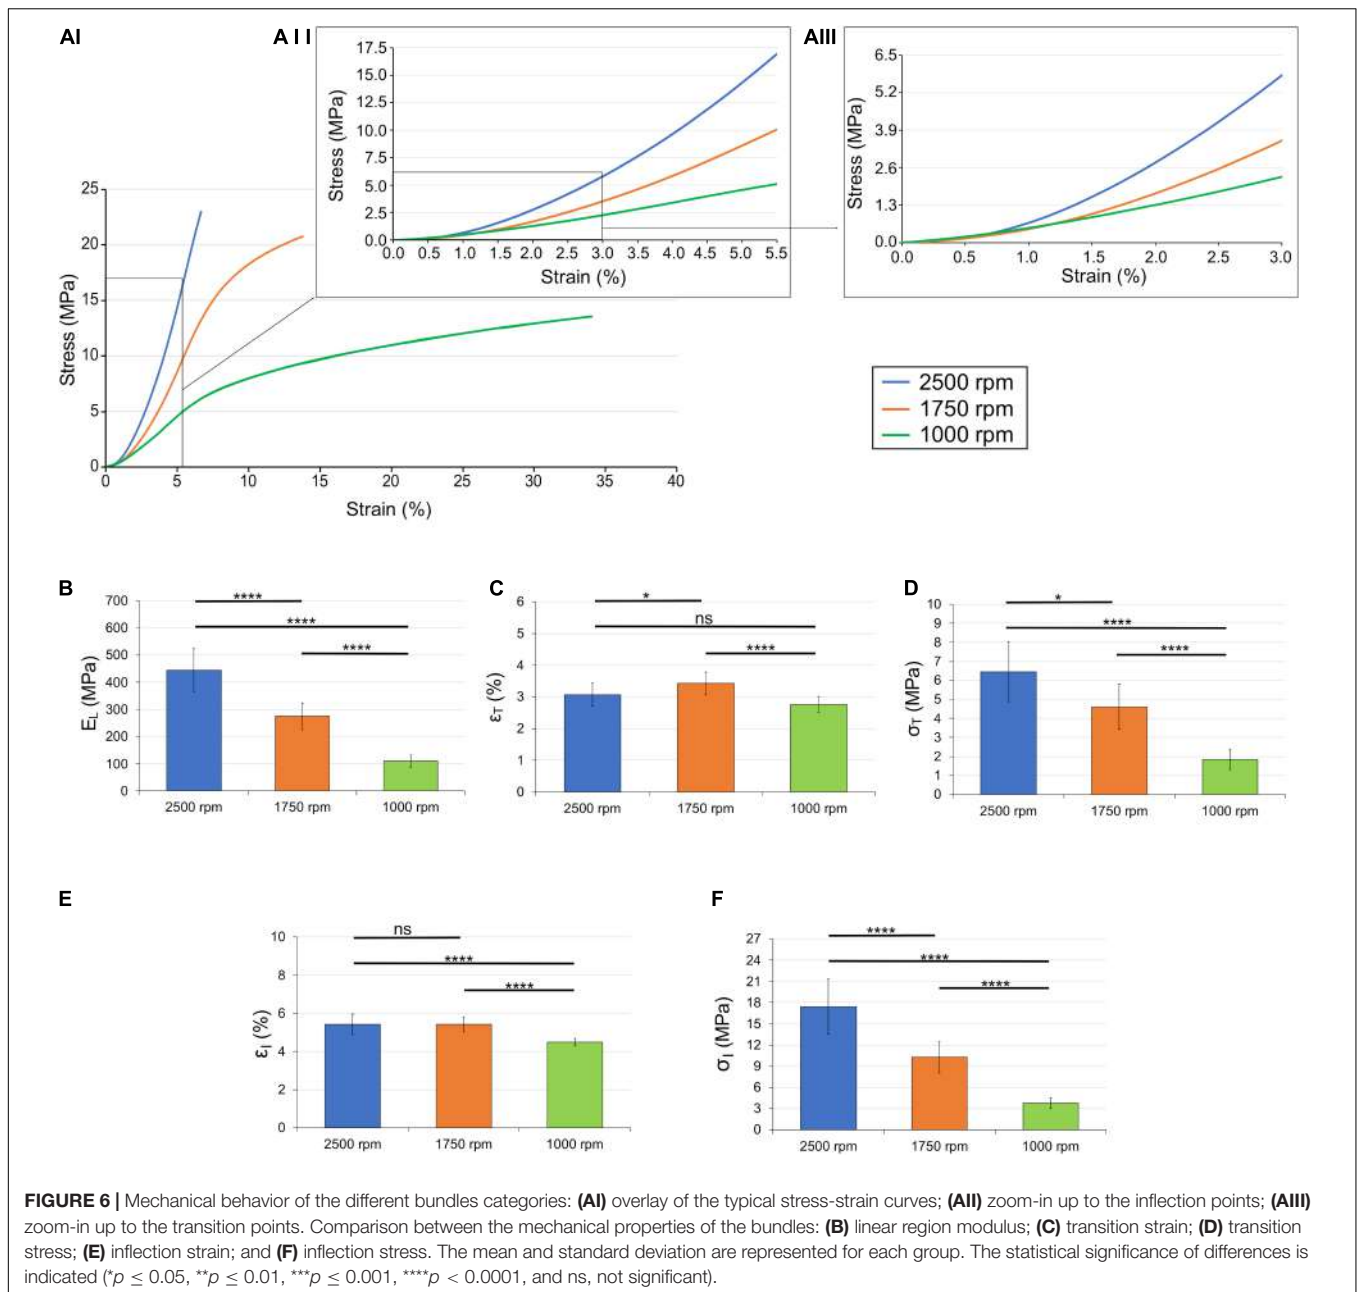 AI
A I I
AIII
17.5
15.0
12.5
10.0
7.5
5.0
2.5
0.0
Stress (MPa)
0.0 0.5 1.0 1.5 2.0 2.5 3.0 3.5 4.0 4.5 5.0 5.5
Strain (%)
6.5
5.2
3.9
2.6
1.3
0.0
Stress (MPa)
0.0 0.5 1.0 1.5 2.0 2.5 3.0
Strain (%)
25
20
15
10
5
0
Stress (MPa)
0 5 10 15 20 25 30 35 40
Strain (%)
2500 rpm
1750 rpm
1000 rpm
B
700
600
500
400
300
200
100
0
E_L (MPa)
****
****
****
2500 rpm 1750 rpm 1000 rpm
C
6
5
4
3
2
1
0
ε_T (%)
*
ns
****
2500 rpm 1750 rpm 1000 rpm
D
10
9
8
7
6
5
4
3
2
1
0
σ_T (MPa)
*
****
****
2500 rpm 1750 rpm 1000 rpm
E
10
8
6
4
2
0
ε_I (%)
ns
****
****
2500 rpm 1750 rpm 1000 rpm
F
27
24
21
18
15
12
9
6
3
0
σ_I (MPa)
****
****
****
2500 rpm 1750 rpm 1000 rpm
FIGURE 6 | Mechanical behavior of the different bundles categories: (AI) overlay of the typical stress-strain curves; (AII) zoom-in up to the inflection points; (AIII)
zoom-in up to the transition points. Comparison between the mechanical properties of the bundles: (B) linear region modulus; (C) transition strain; (D) transition
stress; (E) inflection strain; and (F) inflection stress. The mean and standard deviation are represented for each group. The statistical significance of differences is
indicated (*p ≤ 0.05, **p ≤ 0.01, ***p ≤ 0.001, ****p < 0.0001, and ns, not significant).